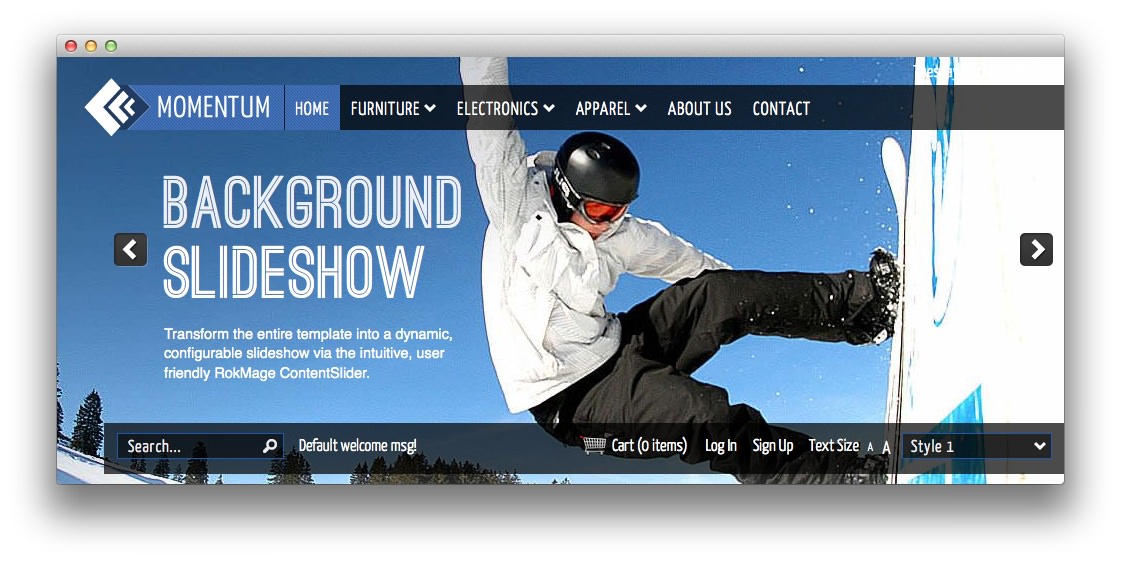 MOMENTUM HOME FURNITURE ELECTRONICS APPAREL ABOUT US CONTACT
BACKGROUND
SLIDESHOW
Transform the entire template into a dynamic,
configurable slideshow via the intuitive, user
friendly RokMage ContentSlider.
Search... Default welcome msg! Cart (0 items) Log In Sign Up Text Size A A Style 1